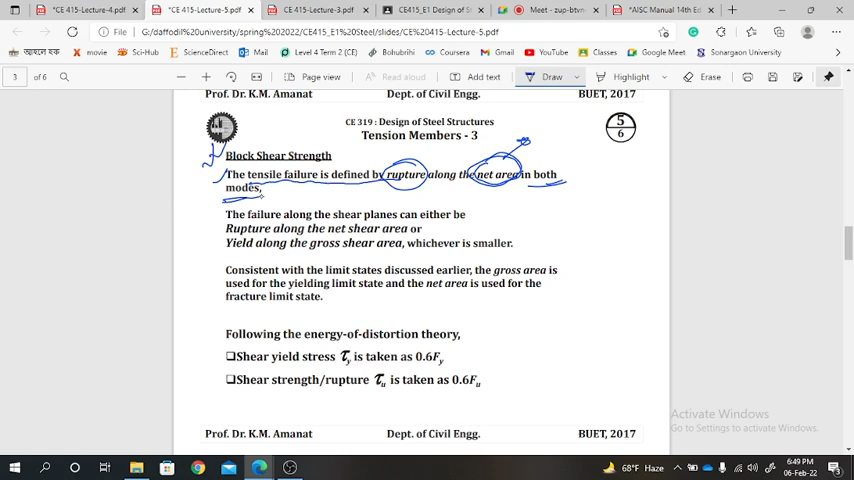 *CE 415-Lecture-4.pdf
*CE 415-Lecture-5.pdf
CE 415-Lecture-3.pdf
CE415_E1 Design of S
Meet - zup-btvn-
*AISC Manual 14th Ed
G:/daffodil university/spring 2022/CE415_E1Steel/slides/CE%20415-Lecture-5.pdf
movie
Sci-Hub
ScienceDirect
Mail
Level 4 Term 2 (CE)
Bohubrihi
Coursera
Gmail
YouTube
Classes
Google Meet
Sonargaon University
3 of 6
Page view
Read aloud
Add text
Draw
Highlight
Erase
Prof. Dr. K.M. Amanat Dept. of Civil Engg. BUET, 2017
CE 319: Design of Steel Structures
Tension Members - 3
5
6
Block Shear Strength
The tensile failure is defined by rupture along the net area in both
modes,
The failure along the shear planes can either be
Rupture along the net shear area or
Yield along the gross shear area, whichever is smaller.
Consistent with the limit states discussed earlier, the gross area is
used for the yielding limit state and the net area is used for the
fracture limit state.
Following the energy-of-distortion theory,
❑Shear yield stress τy is taken as 0.6Fy
❑Shear strength/rupture τu is taken as 0.6Fu
Prof. Dr. K.M. Amanat Dept. of Civil Engg. BUET, 2017
Activate Windows
Go to Settings to activate Windows.
68°F Haze
6:49 PM
06-Feb-22
3